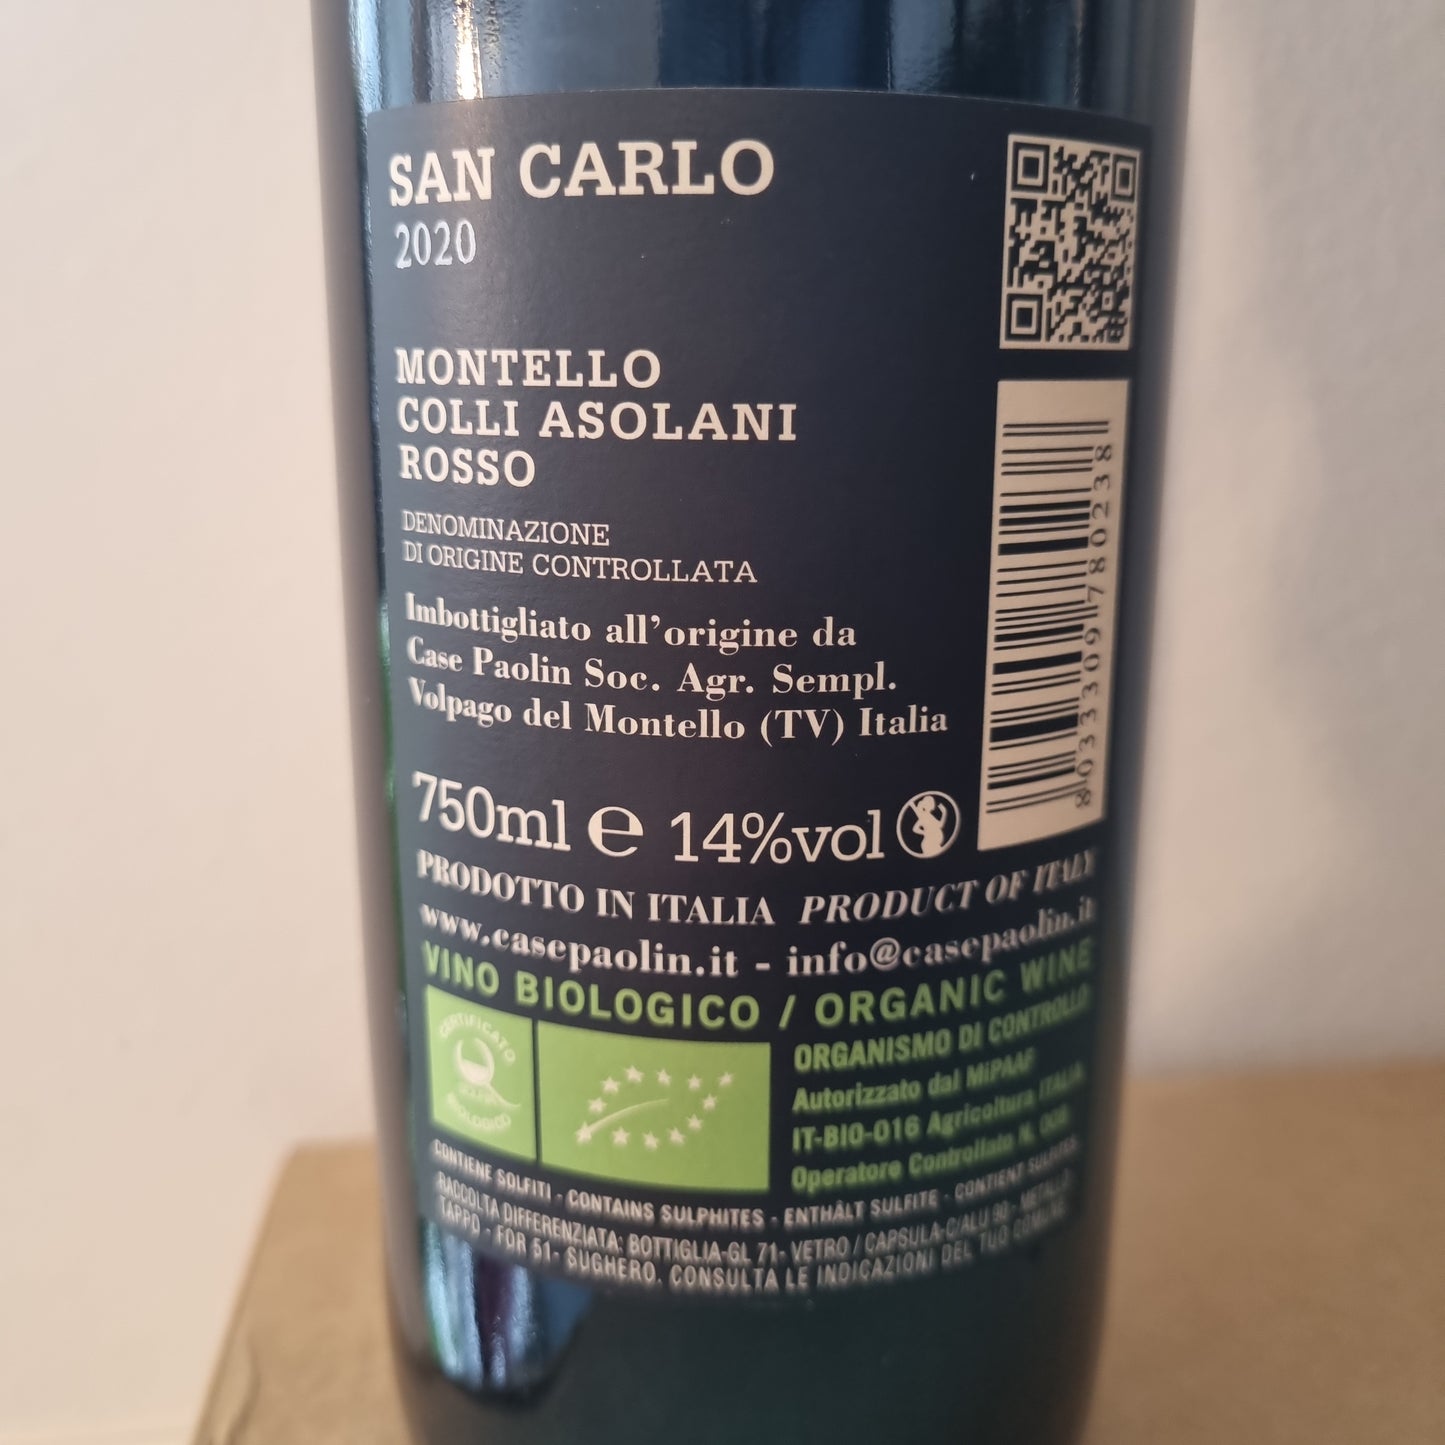 SAN CARLO
2020
MONTELLO
COLLI ASOLANI
ROSSO
DENOMINAZIONE
DI ORIGINE CONTROLLATA
Imbottigliato all'origine da
Case Paolin Soc. Agr. Sempl.
Volpago del Montello (TV) Italia
750ml e 14%vol
PRODOTTO IN ITALIA PRODUCT OF ITALY
www.casepaolin.it - info@casepaolin.it
VINO BIOLOGICO / ORGANIC WINE
CERTIFICATO
BIOLOGICO
ORGANISMO DI CONTROLLO
Autorizzato dal MiPAAF
IT-BIO-016 Agricoltura ITALIA
Operatore Controllato N.
CONTIENE SOLFITI - CONTAINS SULPHITES - ENTHÂLT SULFITE - CONTIENT SULFITES
RACCOLTA DIFFERENZIATA: BOTTIGLIA-GL 71- VETRO / CAPSULA-C/ALU 90- METALLO
TAPPO - FOR 51- SUGHERO. CONSULTA LE INDICAZIONI DEL TUO COMUNE
8033309780238